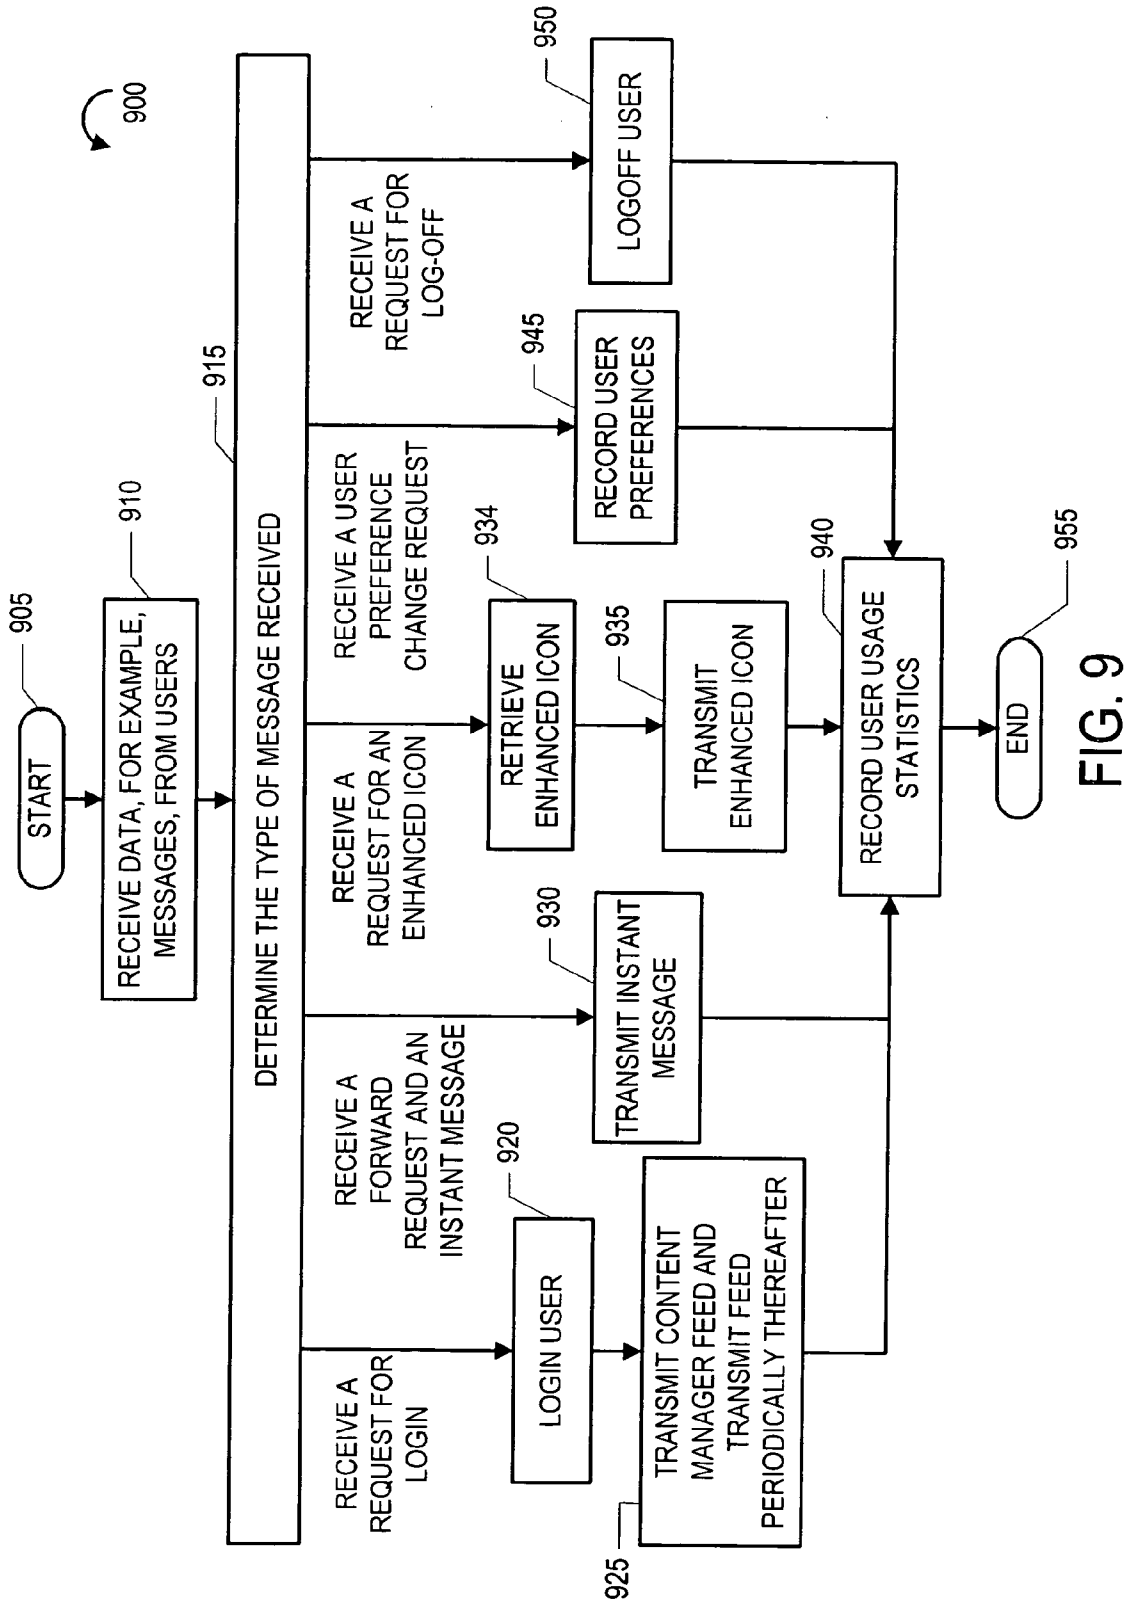 900
START
905
RECEIVE DATA, FOR EXAMPLE,
MESSAGES, FROM USERS
910
DETERMINE THE TYPE OF MESSAGE RECEIVED
915
RECEIVE A
REQUEST FOR
LOGIN
RECEIVE A
FORWARD
REQUEST AND AN
INSTANT MESSAGE
RECEIVE A
REQUEST FOR AN
ENHANCED ICON
RECEIVE A USER
PREFERENCE
CHANGE REQUEST
RECEIVE A
REQUEST FOR
LOG-OFF
LOGIN USER
920
TRANSMIT CONTENT
MANAGER FEED AND
TRANSMIT FEED
PERIODICALLY THEREAFTER
925
TRANSMIT INSTANT
MESSAGE
930
RETRIEVE
ENHANCED ICON
934
TRANSMIT
ENHANCED ICON
935
RECORD USER
PREFERENCES
945
LOGOFF USER
950
RECORD USER USAGE
STATISTICS
940
END
955
FIG. 9